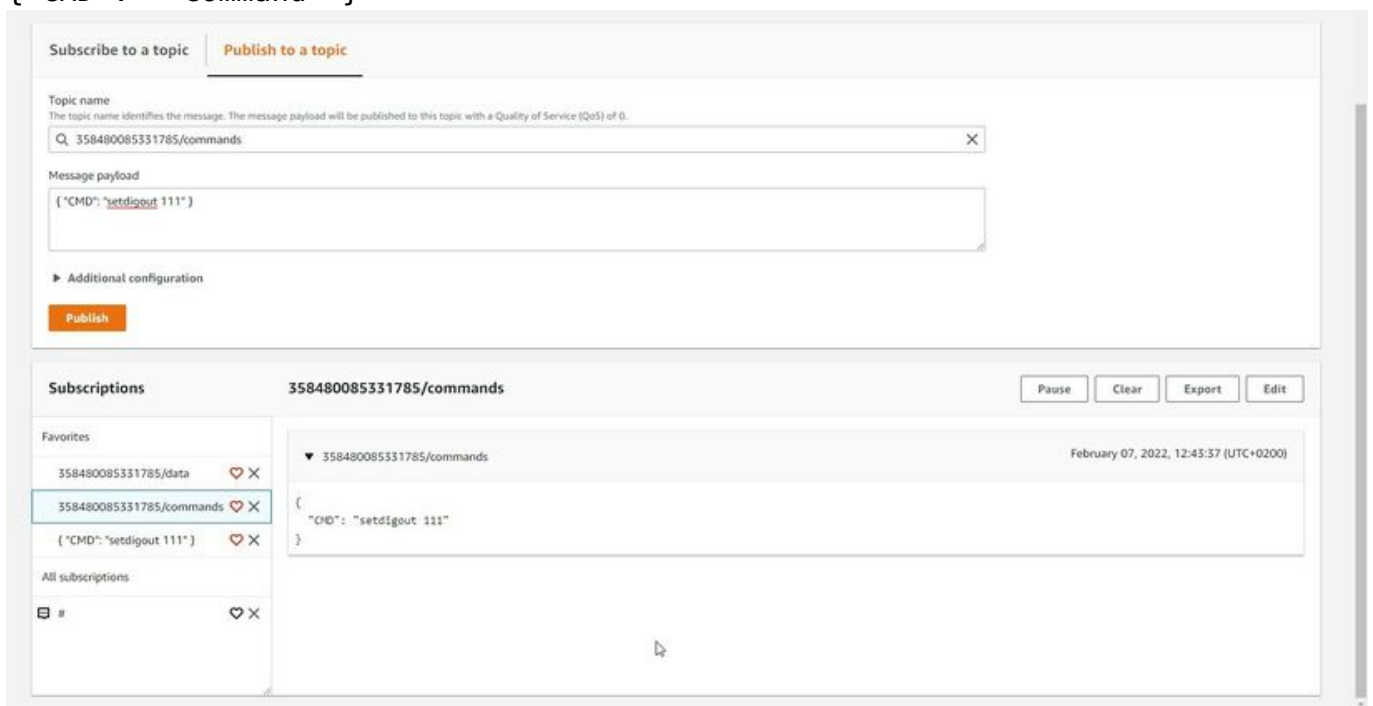 Subscribe to a topic
Publish to a topic
Topic name
The topic name identifies the message. The message payload will be published to this topic with a Quality of Service (QoS) of 0.
358480085331785/commands
Message payload
{ "CMD": "setdigout 111" }
Additional configuration
Publish
Subscriptions
358480085331785/commands
Pause
Clear
Export
Edit
Favorites
358480085331785/data
358480085331785/commands
{ "CMD": "setdigout 111" }
All subscriptions
#
358480085331785/commands
February 07, 2022, 12:43:37 (UTC+0200)
{
"CMD": "setdigout 111"
}